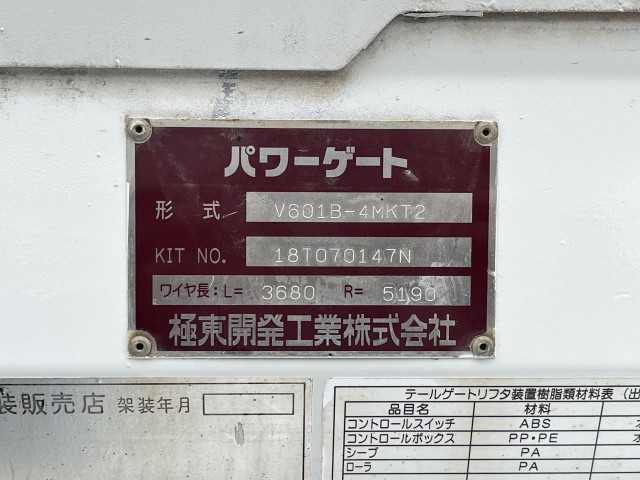 パワーゲート
形式 V601B-4MKT2
KIT NO. 18T070147N
ワイヤ長:L= 3680 R= 5190
極東開発工業株式会社
装販売店 架装年月
テールゲートリフタ装置樹脂類材料表(出
品目名 材料
コントロールスイッチ ABS
コントロールボックス PP・PE
シーブ PA
ローラ PA